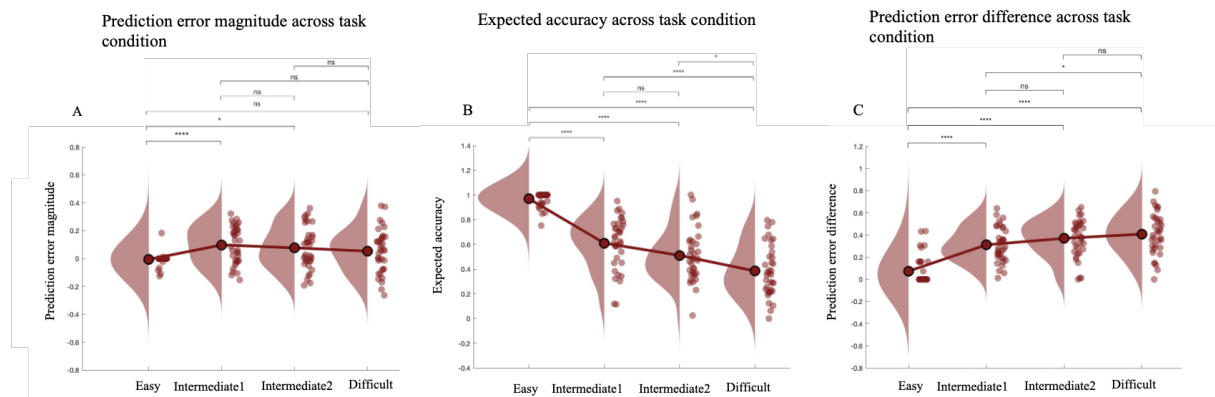 Prediction error magnitude across task
condition
Expected accuracy across task condition
Prediction error difference across task
condition
A
ns
ns
ns
ns
*
****
0.8
0.6
0.4
0.2
0
-0.2
-0.4
-0.6
-0.8
Prediction error magnitude
Easy
Intermediate1
Intermediate2
Difficult
B
*
****
ns
****
****
****
1.4
1.2
1
0.8
0.6
0.4
0.2
0
-0.2
-0.4
Expected accuracy
Easy
Intermediate1
Intermediate2
Difficult
C
ns
*
ns
****
****
****
1.2
1
0.8
0.6
0.4
0.2
0
-0.2
0.4
-0.6
-0.8
Prediction error difference
Easy
Intermediate1
Intermediate2
Difficult